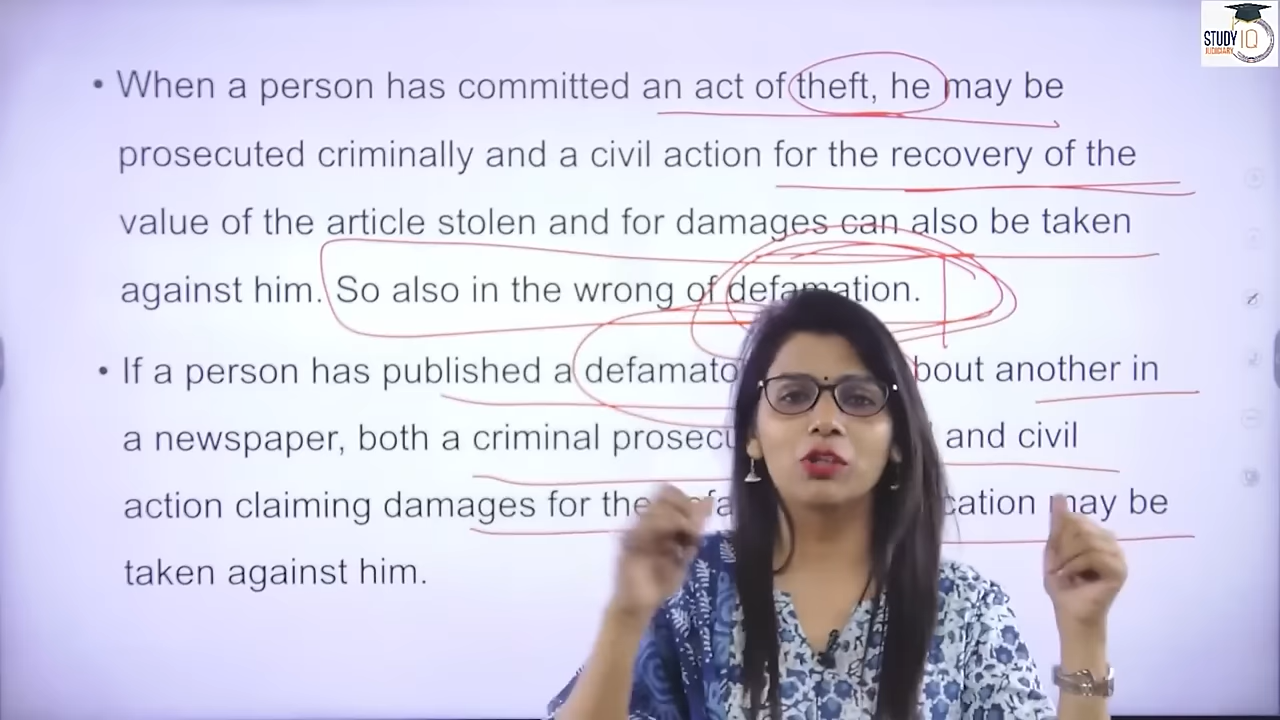 STUDY IQ
JUDICIARY
• When a person has committed an act of theft, he may be
prosecuted criminally and a civil action for the recovery of the
value of the article stolen and for damages can also be taken
against him. So also in the wrong of defamation.
• If a person has published a defamato bout another in
a newspaper, both a criminal prosecu and civil
action claiming damages for the efa cation may be
taken against him.